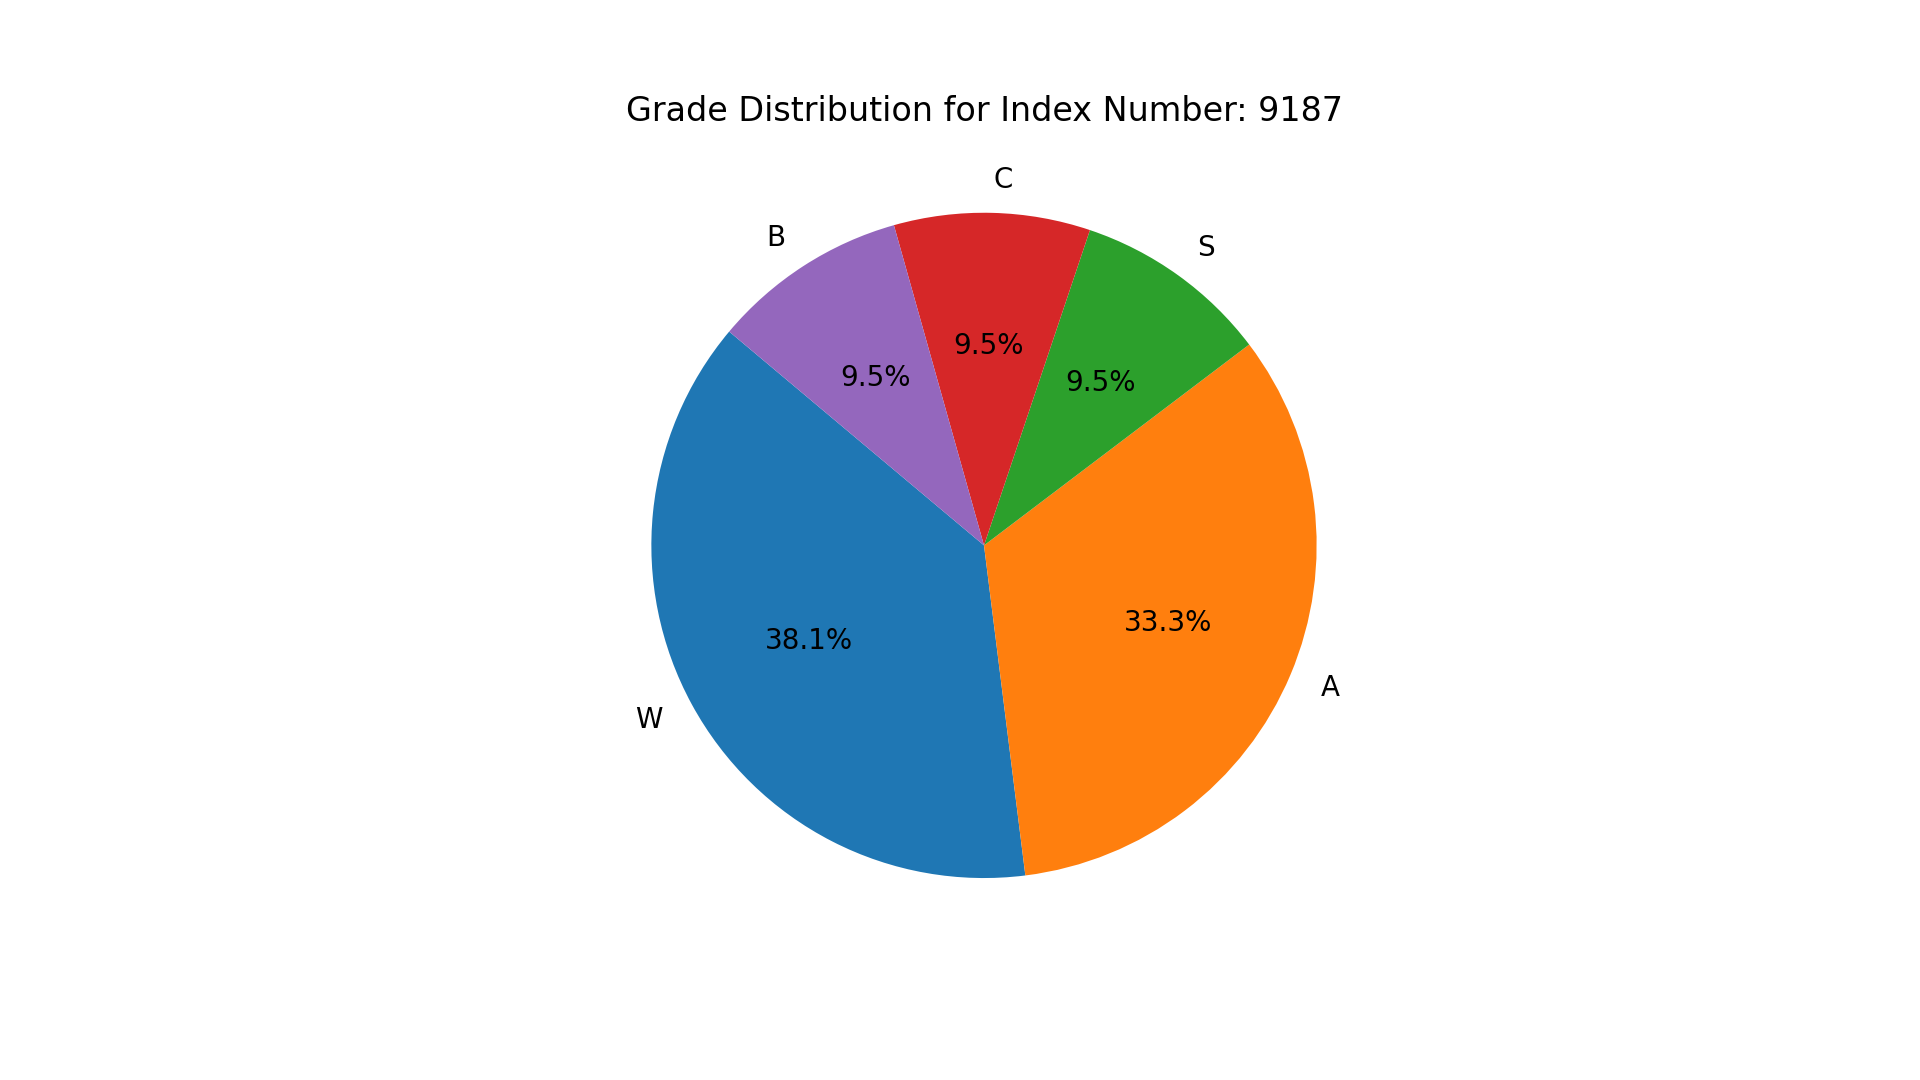 Grade Distribution for Index Number: 9187
C
B
S
9.5%
9.5%
9.5%
33.3%
38.1%
A
W